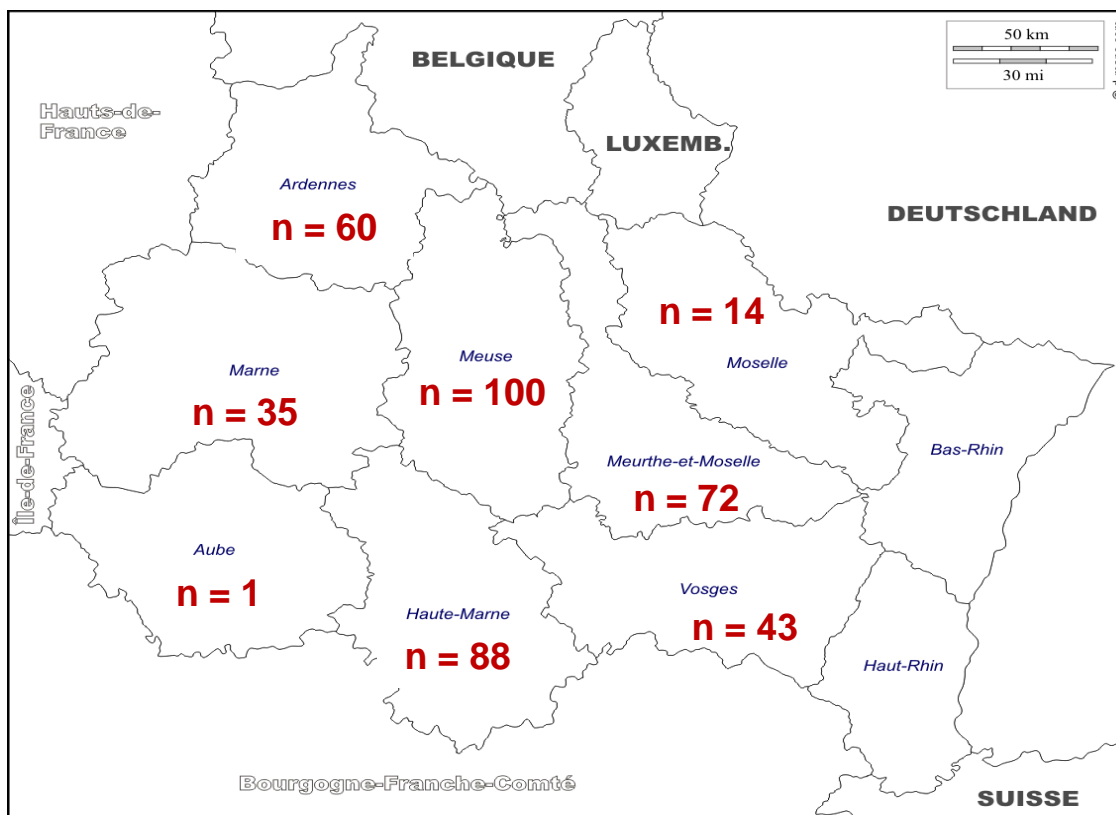 50 km
30 mi
BELGIQUE
Hauts-de-
France
LUXEMB.
Ardennes
n = 60
DEUTSCHLAND
n = 14
Moselle
Marne
n = 35
Meuse
n = 100
Île-de-France
Meurthe-et-Moselle
n = 72
Bas-Rhin
Aube
n = 1
Haute-Marne
n = 88
Vosges
n = 43
Haut-Rhin
Bourgogne-Franche-Comté
SUISSE